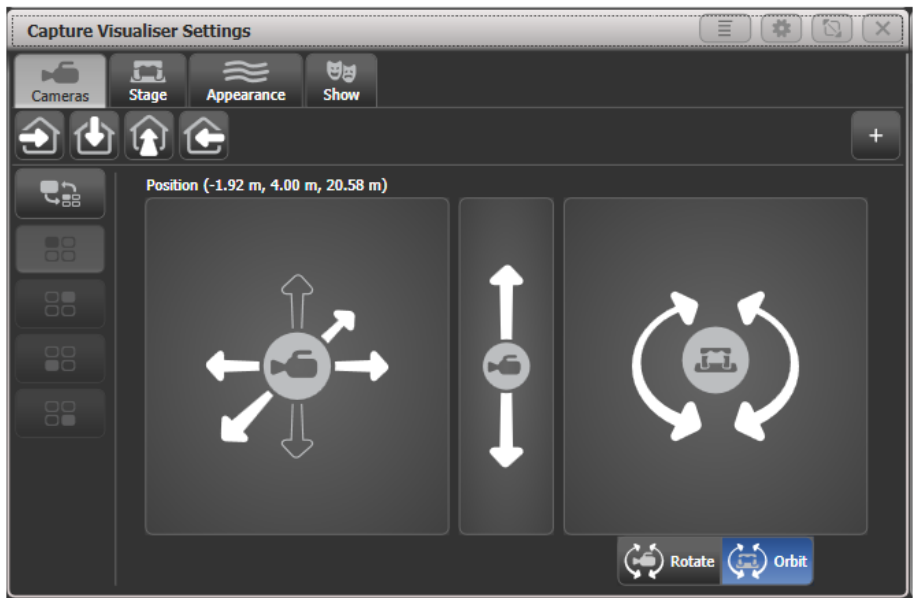 Capture Visualiser Settings
Cameras
Stage
Appearance
Show
+
Position (-1.92 m, 4.00 m, 20.58 m)
Rotate
Orbit